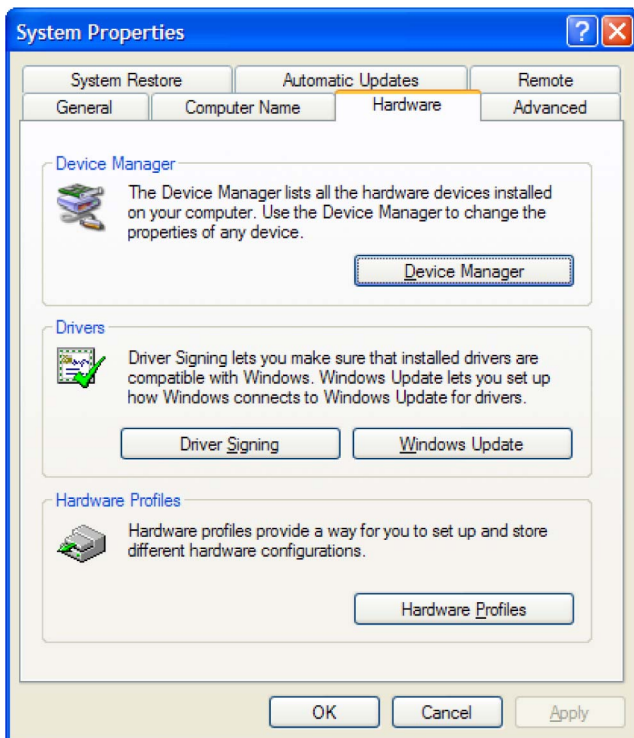 System Properties
System Restore
Automatic Updates
Remote
General
Computer Name
Hardware
Advanced
Device Manager
The Device Manager lists all the hardware devices installed
on your computer. Use the Device Manager to change the
properties of any device.
Device Manager
Drivers
Driver Signing lets you make sure that installed drivers are
compatible with Windows. Windows Update lets you set up
how Windows connects to Windows Update for drivers.
Driver Signing
Windows Update
Hardware Profiles
Hardware profiles provide a way for you to set up and store
different hardware configurations.
Hardware Profiles
OK
Cancel
Apply